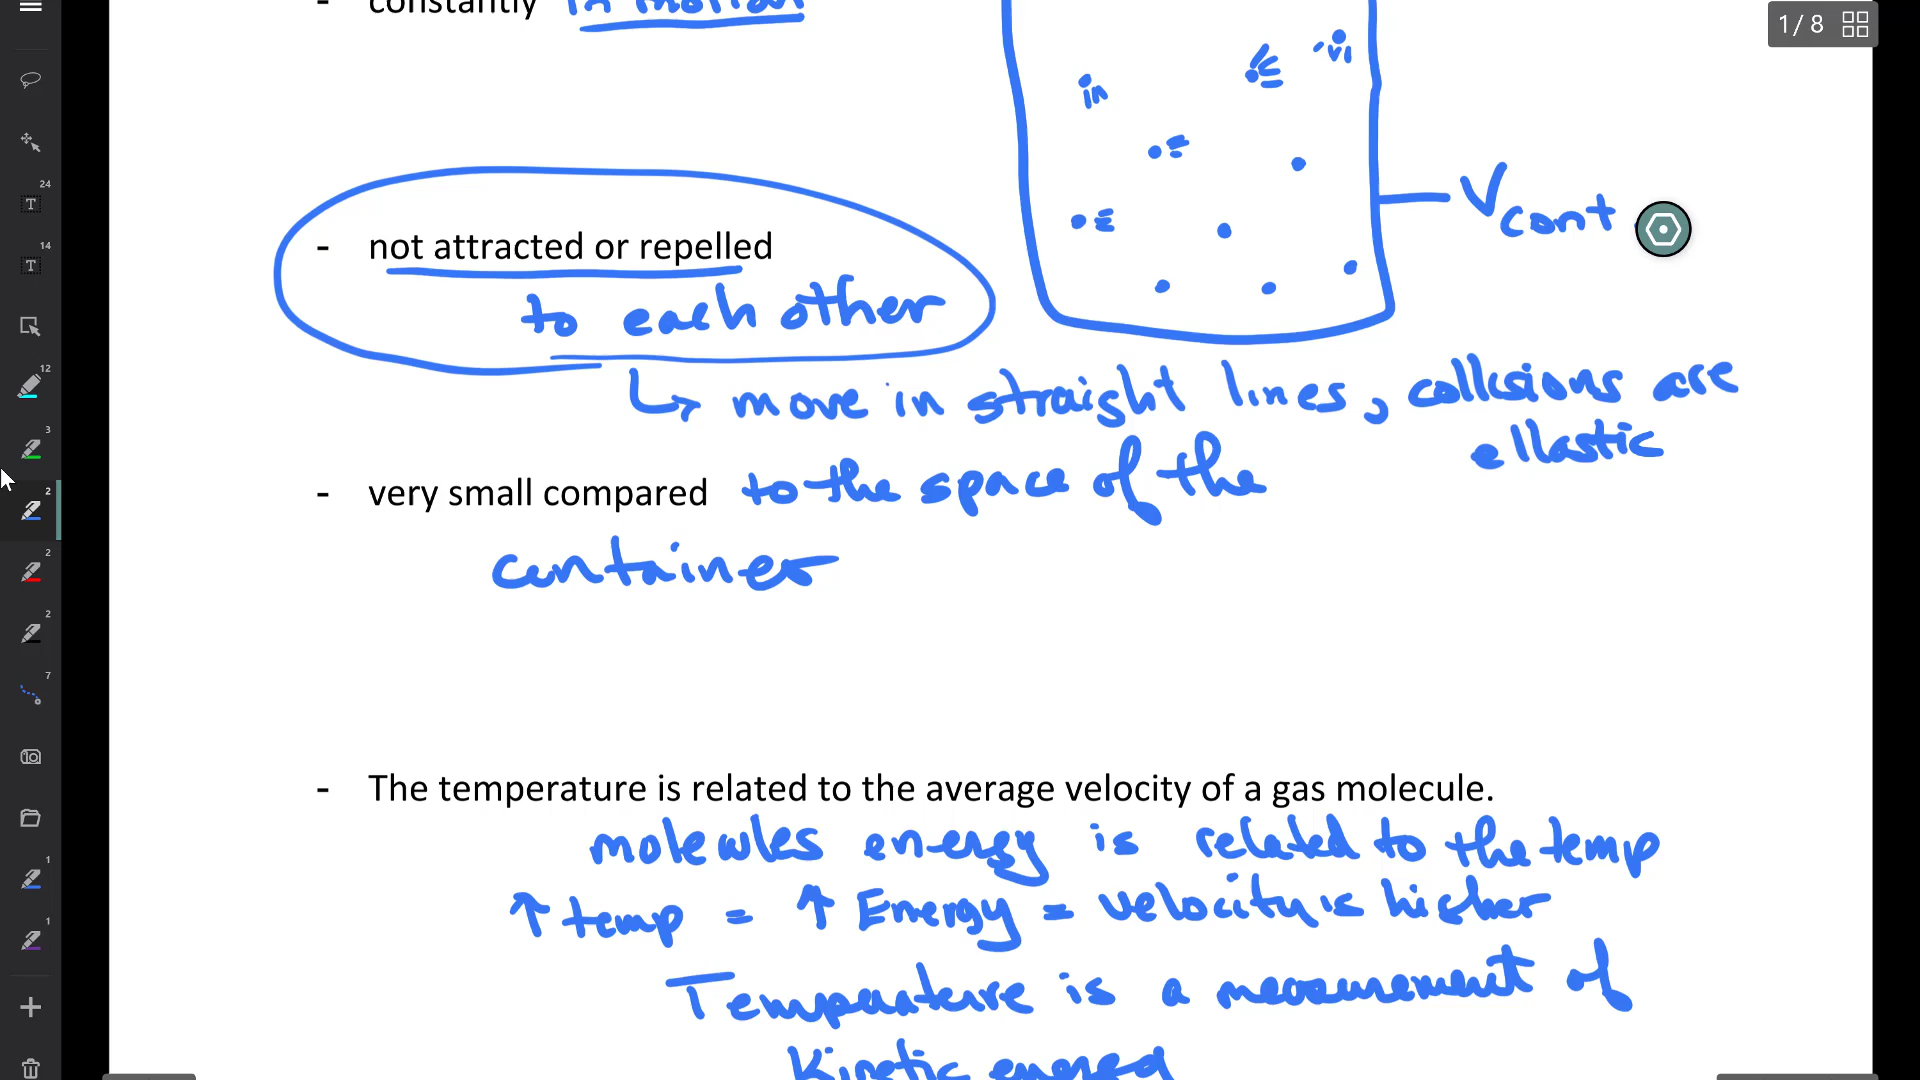 1 / 8
- constantly in motion
24
14
12
3
2
2
2
7
1
1
V cont
- not attracted or repelled
to each other
↳ move in straight lines, collisions are
ellastic
- very small compared to the space of the
container
- The temperature is related to the average velocity of a gas molecule.
molecules energy is related to the temp
↑ temp = ↑ Energy = velocity is higher
Temperature is a measurement of
Kinetic energy